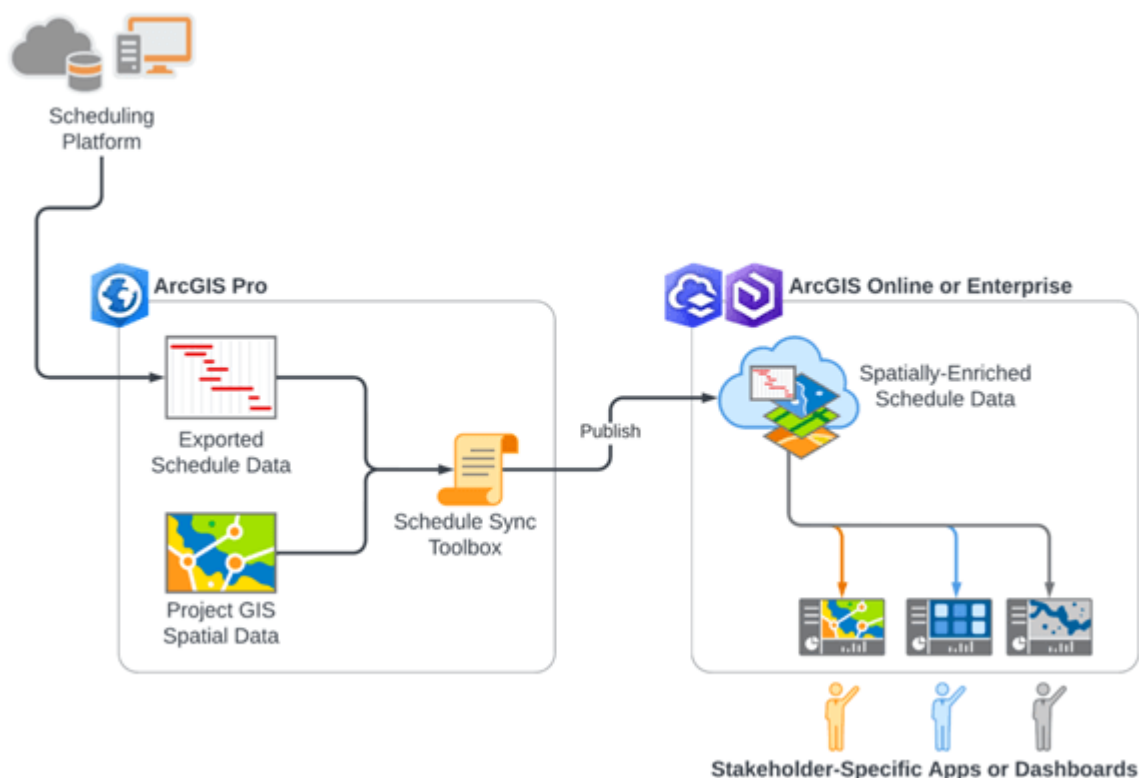 Scheduling
Platform
ArcGIS Pro
ArcGIS Online or Enterprise
Exported
Schedule Data
Project GIS
Spatial Data
Schedule Sync
Toolbox
Publish
Spatially-Enriched
Schedule Data
Stakeholder-Specific Apps or Dashboards